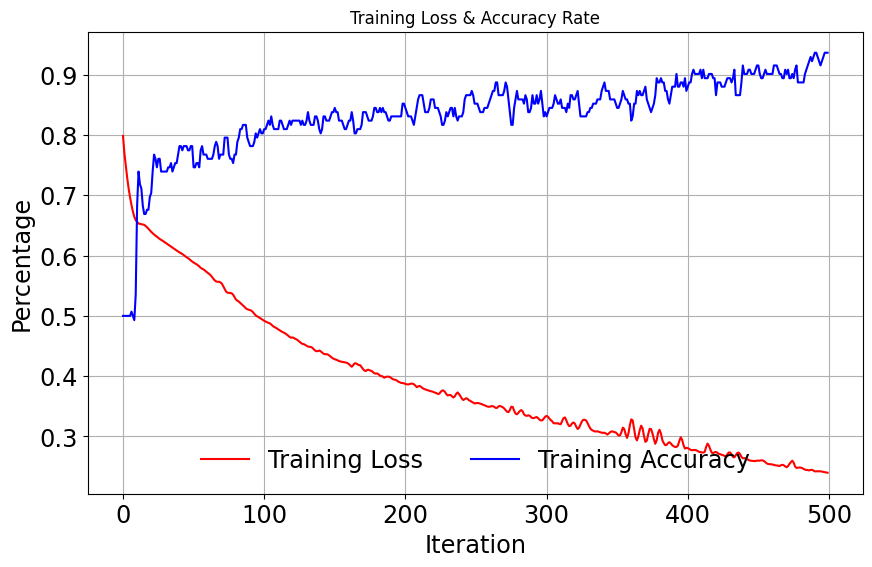 Training Loss & Accuracy Rate
Percentage
0.9
0.8
0.7
0.6
0.5
0.4
0.3
Training Loss
Training Accuracy
0 100 200 300 400 500
Iteration